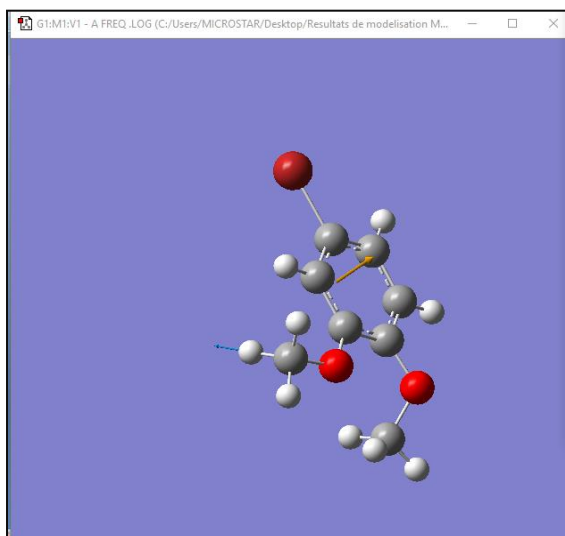 G1:M1:V1 - A FREQ .LOG (C:/Users/MICROSTAR/Desktop/Resultats de modelisation M...